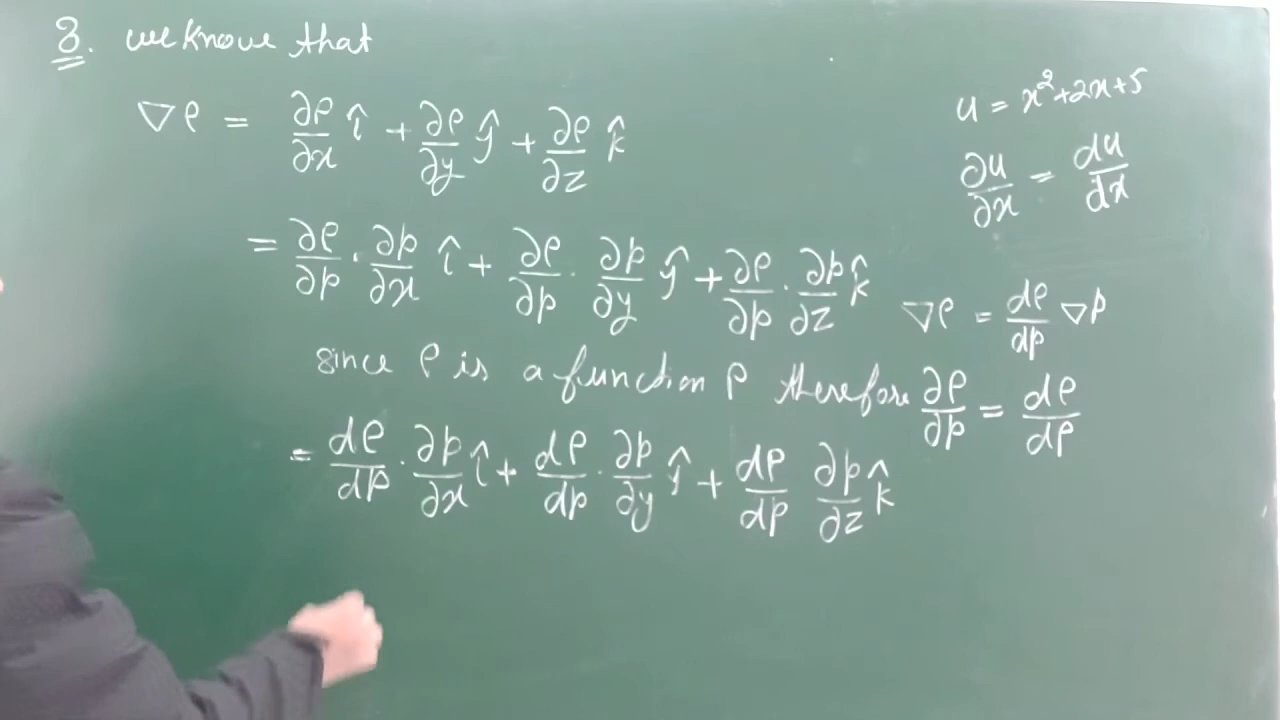 3. we know that
∇ρ = ∂ρ/∂x î + ∂ρ/∂y ĵ + ∂ρ/∂z k̂
u = x² + 2x + 5
∂u/∂x = du/dx
= ∂ρ/∂p · ∂p/∂x î + ∂ρ/∂p · ∂p/∂y ĵ + ∂ρ/∂p · ∂p/∂z k̂
∇ρ = dρ/dp ∇p
since ρ is a function p therefore ∂ρ/∂p = dρ/dp
= dρ/dp · ∂p/∂x î + dρ/dp · ∂p/∂y ĵ + dρ/dp ∂p/∂z k̂